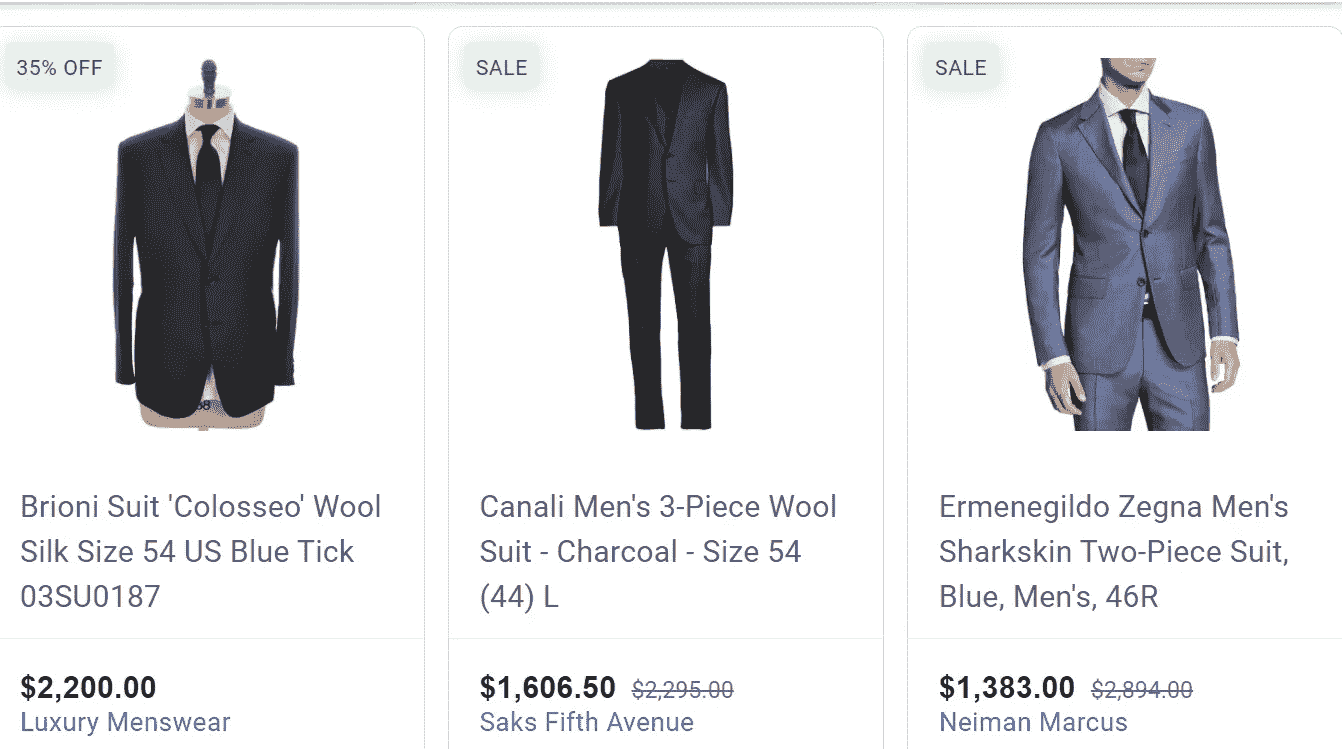 35% OFF
SALE
SALE
Brioni Suit 'Colosseo' Wool
Silk Size 54 US Blue Tick
03SU0187
$2,200.00
Luxury Menswear
Canali Men's 3-Piece Wool
Suit - Charcoal - Size 54
(44) L
$1,606.50 $2,295.00
Saks Fifth Avenue
Ermenegildo Zegna Men's
Sharkskin Two-Piece Suit,
Blue, Men's, 46R
$1,383.00 $2,894.00
Neiman Marcus